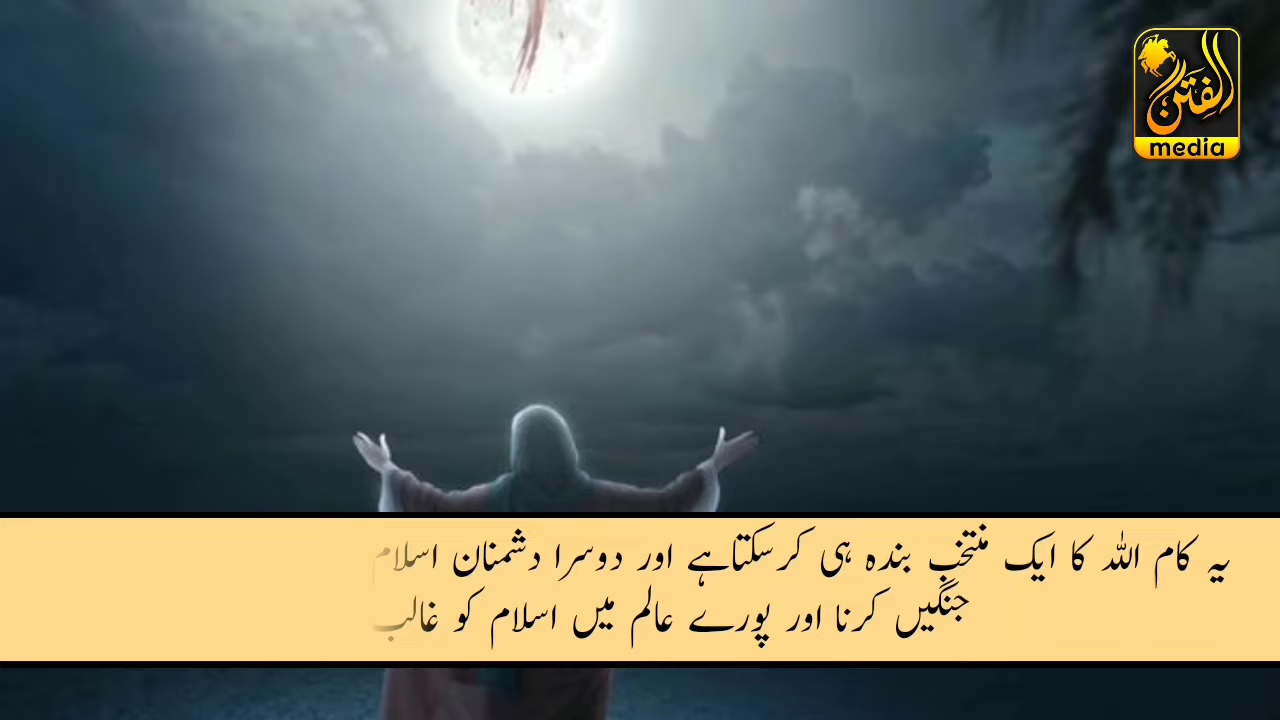 الفتن
media
یہ کام اللہ کا ایک منتخب بندہ ہی کرسکتاہے اور دوسرا دشمنان اسلام
جنگیں کرنا اور پورے عالم میں اسلام کو غالب